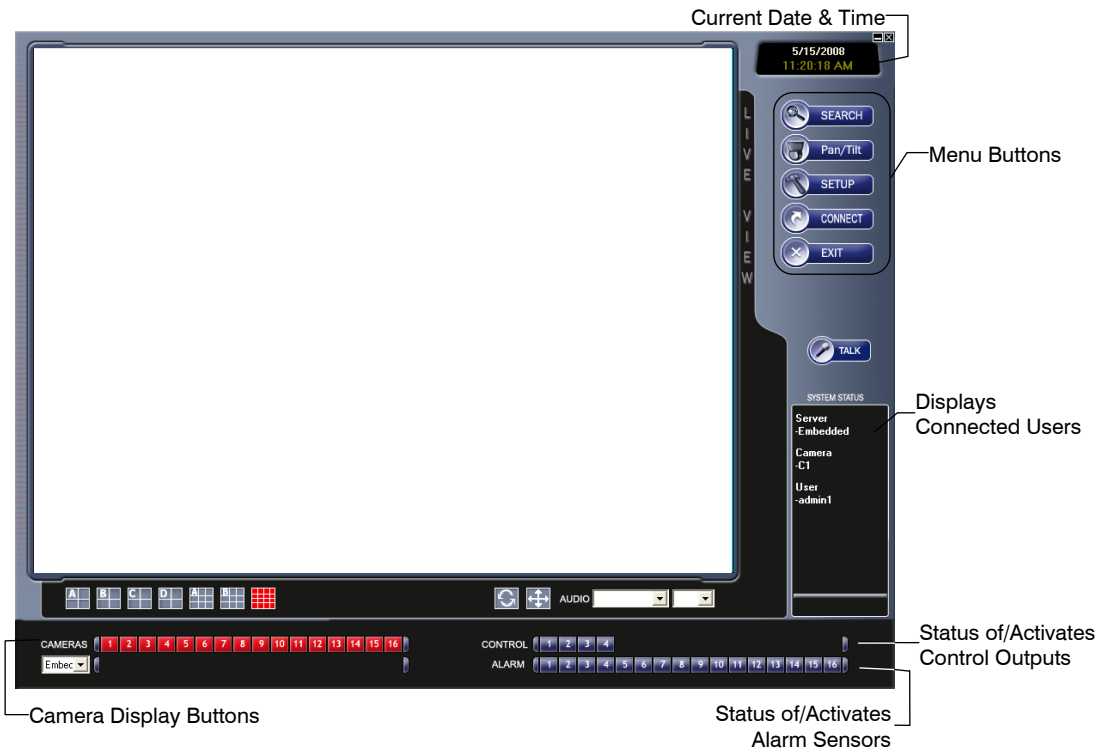 Current Date & Time
5/15/2008
11:20:18 AM
LIVE VIEW
SEARCH
Pan/Tilt
SETUP
CONNECT
EXIT
Menu Buttons
TALK
SYSTEM STATUS
Server
-Embedded
Camera
-C1
User
-admin1
Displays
Connected Users
A
B
C
D
A
B
AUDIO
CAMERAS 1 2 3 4 5 6 7 8 9 10 11 12 13 14 15 16
Embec
CONTROL 1 2 3 4
ALARM 1 2 3 4 5 6 7 8 9 10 11 12 13 14 15 16
Status of/Activates
Control Outputs
Camera Display Buttons
Status of/Activates
Alarm Sensors